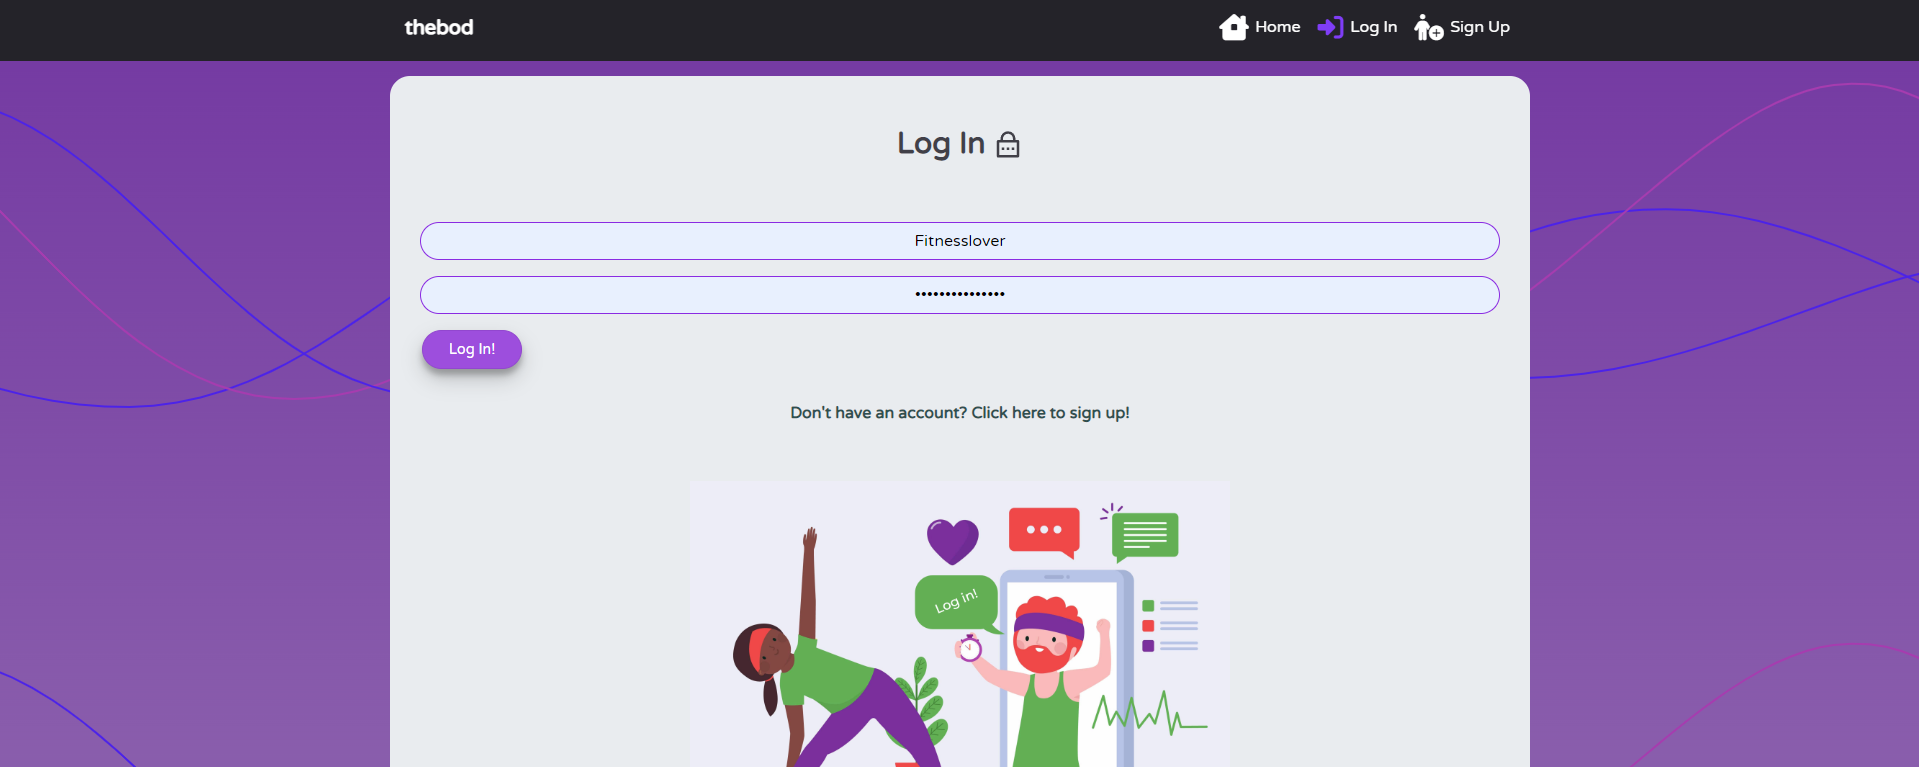 thebod
Home
Log In
Sign Up
Log In
Fitnesslover
•••••••••••••••
Log In!
Don't have an account? Click here to sign up!
Log in!